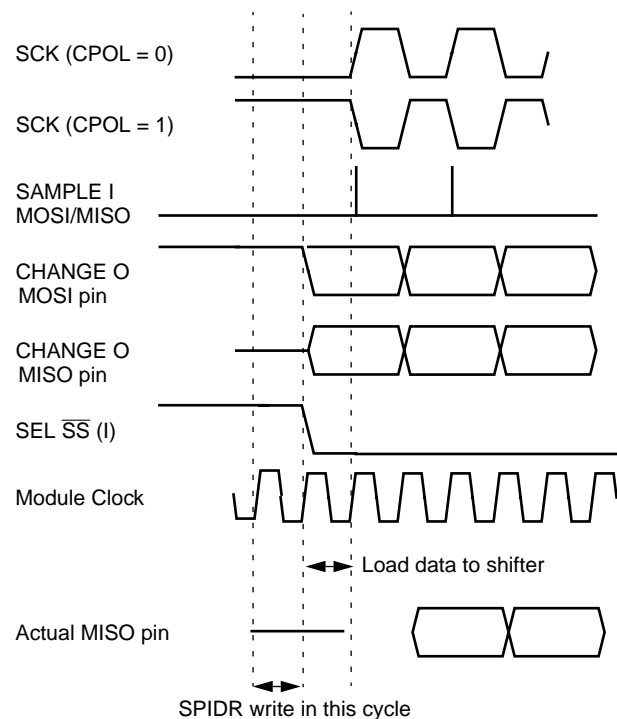 SCK (CPOL = 0)
SCK (CPOL = 1)
SAMPLE I
MOSI/MISO
CHANGE O
MOSI pin
CHANGE O
MISO pin
SEL S̅S̅ (I)
Module Clock
Load data to shifter
Actual MISO pin
SPIDR write in this cycle